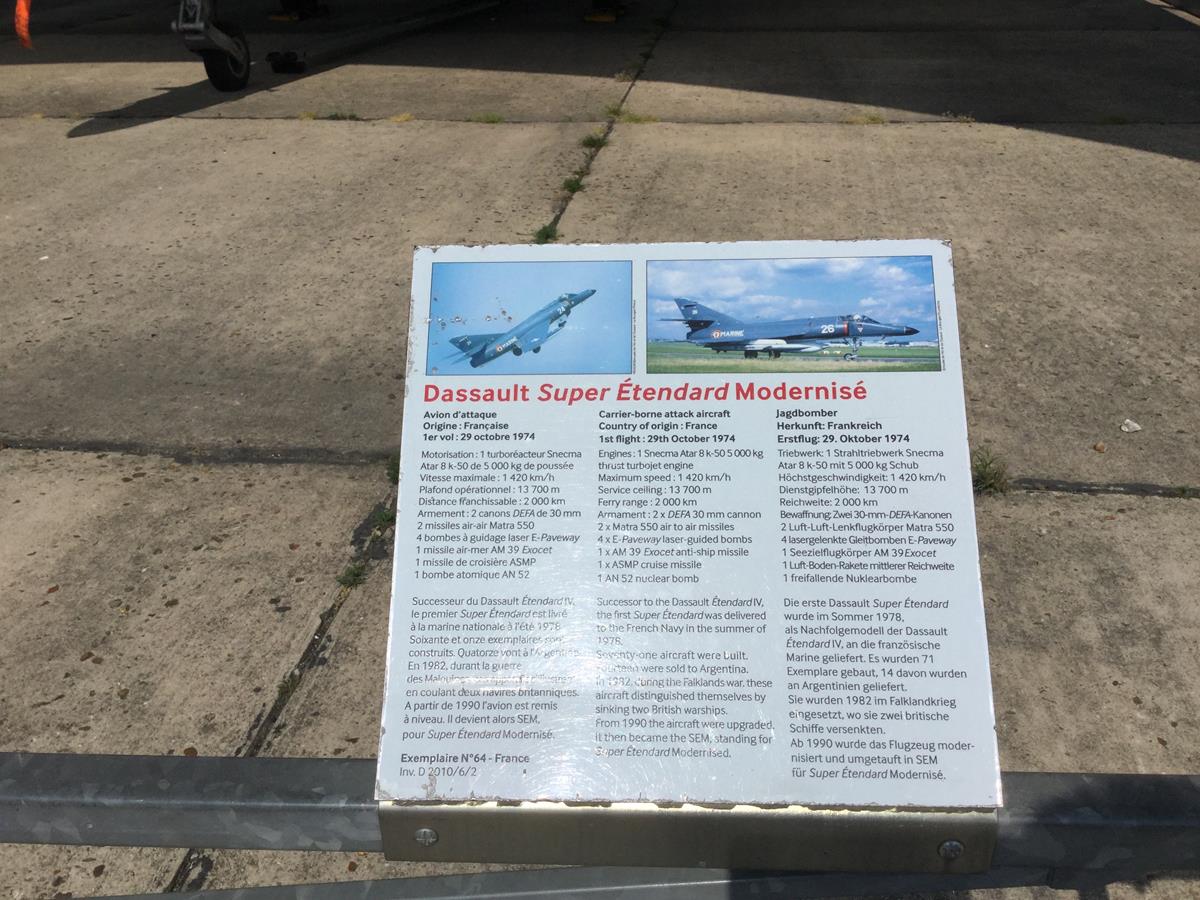 MARINE
26
MARINE
Dassault Super Étendard Modernisé
Avion d'attaque
Origine : Française
1er vol : 29 octobre 1974
Motorisation : 1 turboréacteur Snecma
Atar 8 k-50 de 5 000 kg de poussée
Vitesse maximale : 1 420 km/h
Plafond opérationnel : 13 700 m
Distance franchissable : 2 000 km
Armement : 2 canons DEFA de 30 mm
2 missiles air-air Matra 550
4 bombes à guidage laser E-Paveway
1 missile air-mer AM 39 Exocet
1 missile de croisière ASMP
1 bombe atomique AN 52
Successeur du Dassault Étendard IV,
le premier Super Étendard est livré
à la marine nationale à l'été 1978.
Soixante et onze exemplaires sont
construits. Quatorze vont à l'Argentine.
En 1982, durant la guerre
des Malouines
en coulant deux navires britanniques.
A partir de 1990 l'avion est remis
à niveau. Il devient alors SEM,
pour Super Étendard Modernisé.
Exemplaire N°64 - France
Inv. D 2010/6/2
Carrier-borne attack aircraft
Country of origin : France
1st flight : 29th October 1974
Engines : 1 Snecma Atar 8 k-50 5 000 kg
thrust turbojet engine
Maximum speed : 1 420 km/h
Service ceiling : 13 700 m
Ferry range : 2 000 km
Armament : 2 x DEFA 30 mm cannon
2 x Matra 550 air to air missiles
4 x E-Paveway laser-guided bombs
1 x AM 39 Exocet anti-ship missile
1 x ASMP cruise missile
1 AN 52 nuclear bomb
Successor to the Dassault Étendard IV,
the first Super Étendard was delivered
to the French Navy in the summer of
1978.
Seventy-one aircraft were built.
Fourteen were sold to Argentina.
In 1982, during the Falklands war, these
aircraft distinguished themselves by
sinking two British warships.
From 1990 the aircraft were upgraded,
it then became the SEM, standing for
Super Étendard Modernised.
Jagdbomber
Herkunft: Frankreich
Erstflug: 29. Oktober 1974
Triebwerk: 1 Strahltriebwerk Snecma
Atar 8 k-50 mit 5 000 kg Schub
Höchstgeschwindigkeit: 1 420 km/h
Dienstgipfelhöhe: 13 700 m
Reichweite: 2 000 km
Bewaffnung: Zwei 30-mm-DEFA-Kanonen
2 Luft-Luft-Lenkflugkörper Matra 550
4 lasergelenkte Gleitbomben E-Paveway
1 Seezielflugkörper AM 39 Exocet
1 Luft-Boden-Rakete mittlerer Reichweite
1 freifallende Nuklearbombe
Die erste Dassault Super Étendard
wurde im Sommer 1978,
als Nachfolgemodell der Dassault
Étendard IV, an die französische
Marine geliefert. Es wurden 71
Exemplare gebaut, 14 davon wurden
an Argentinien geliefert.
Sie wurden 1982 im Falklandkrieg
eingesetzt, wo sie zwei britische
Schiffe versenkten.
Ab 1990 wurde das Flugzeug moder-
nisiert und umgetauft in SEM
für Super Étendard Modernisé.